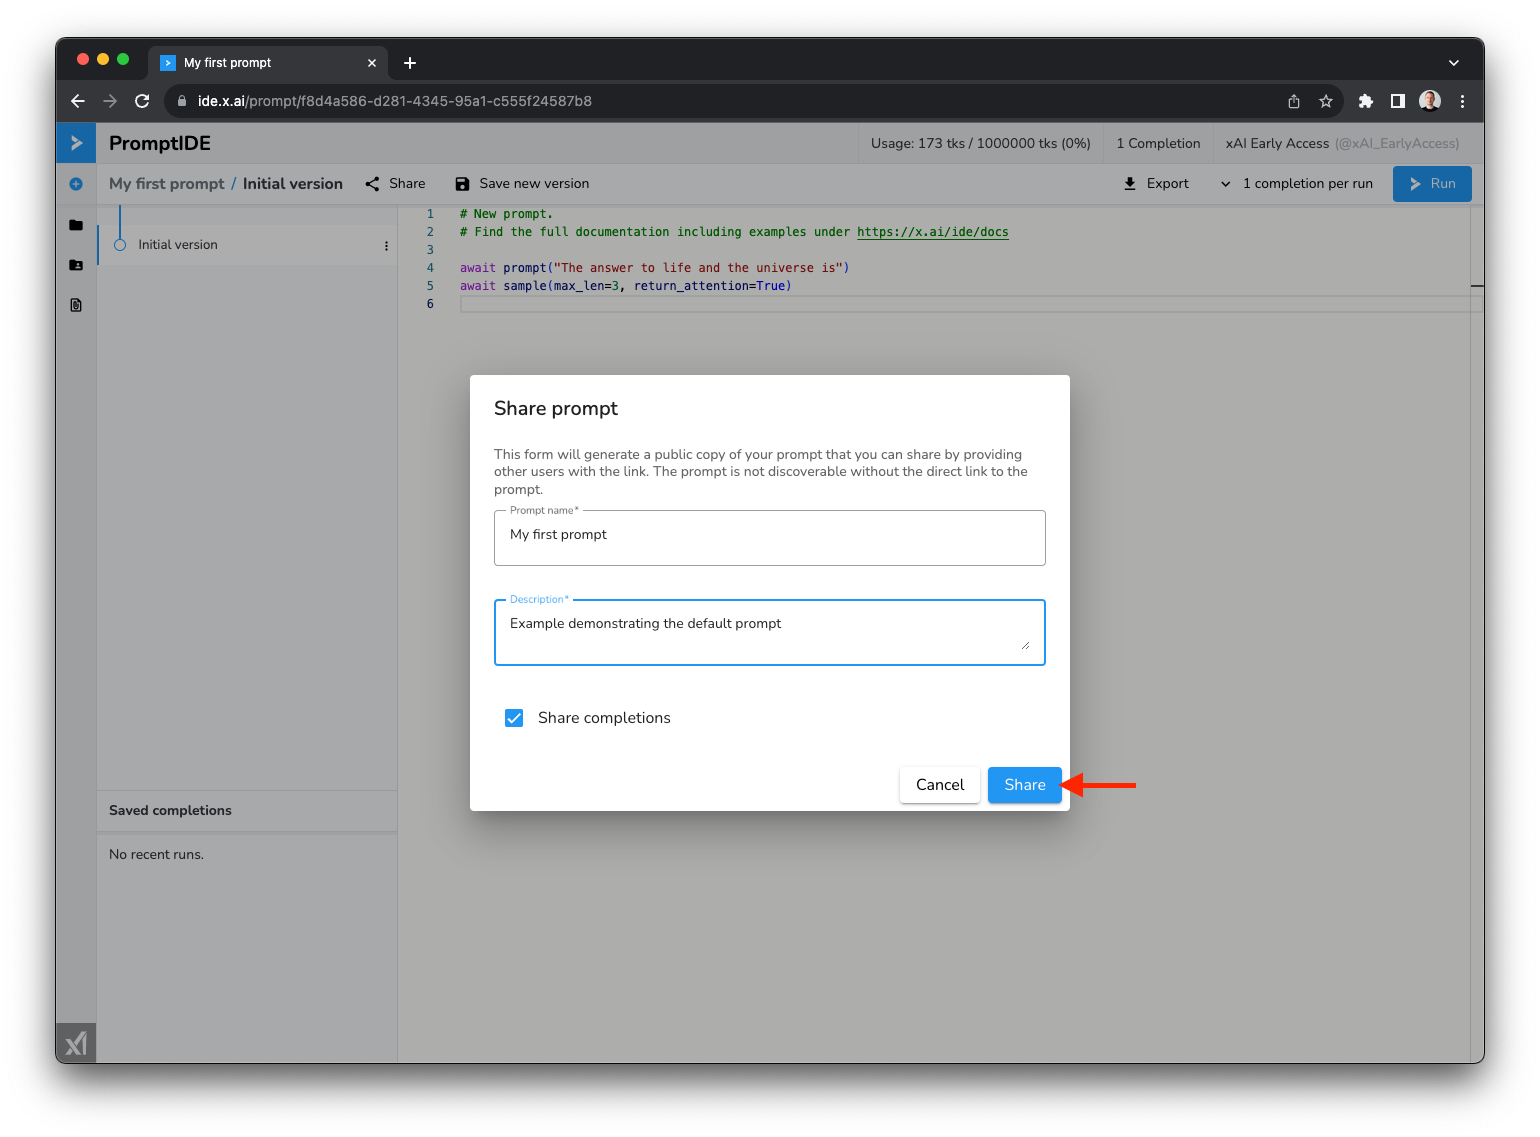 My first prompt
ide.x.ai/prompt/f8d4a586-d281-4345-95a1-c555f24587b8
PromptIDE
Usage: 173 tks / 1000000 tks (0%)
1 Completion
xAI Early Access (@xAI_EarlyAccess)
My first prompt / Initial version
Share
Save new version
Export
1 completion per run
Run
Initial version
1 # New prompt.
2 # Find the full documentation including examples under https://x.ai/ide/docs
3
4 await prompt("The answer to life and the universe is")
5 await sample(max_len=3, return_attention=True)
6
Share prompt
This form will generate a public copy of your prompt that you can share by providing
other users with the link. The prompt is not discoverable without the direct link to the
prompt.
Prompt name*
My first prompt
Description*
Example demonstrating the default prompt
Share completions
Cancel
Share
Saved completions
No recent runs.
xI